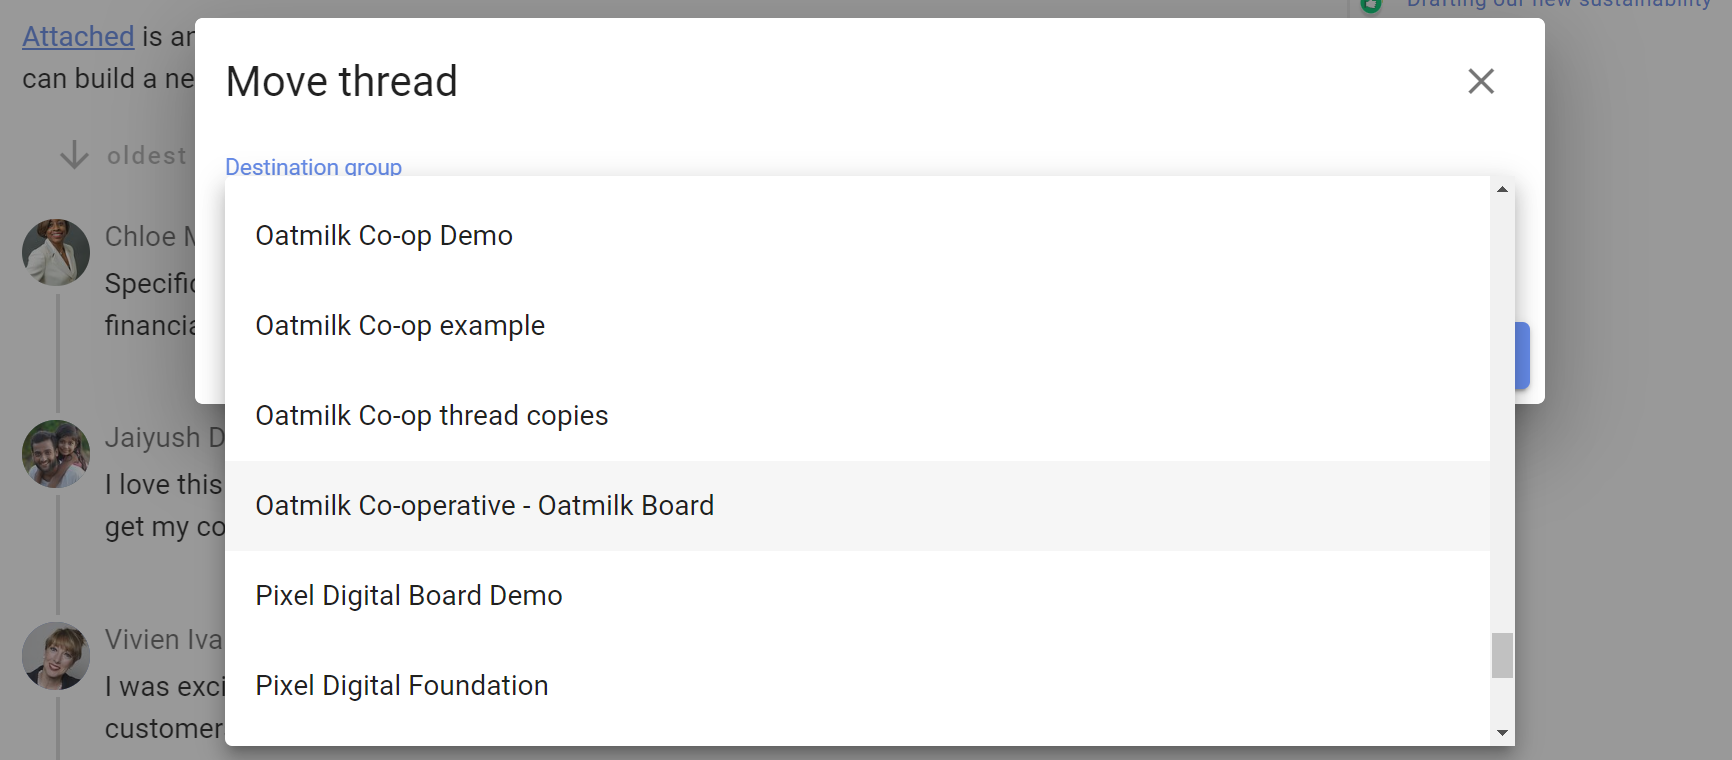 Drafting our new sustainability
Attached is an
can build a ne
Move thread
oldest
Destination group
Chloe
Specific
financia
Jaiyush D
I love this
get my co
Vivien Iva
I was exci
customer
Oatmilk Co-op Demo
Oatmilk Co-op example
Oatmilk Co-op thread copies
Oatmilk Co-operative - Oatmilk Board
Pixel Digital Board Demo
Pixel Digital Foundation